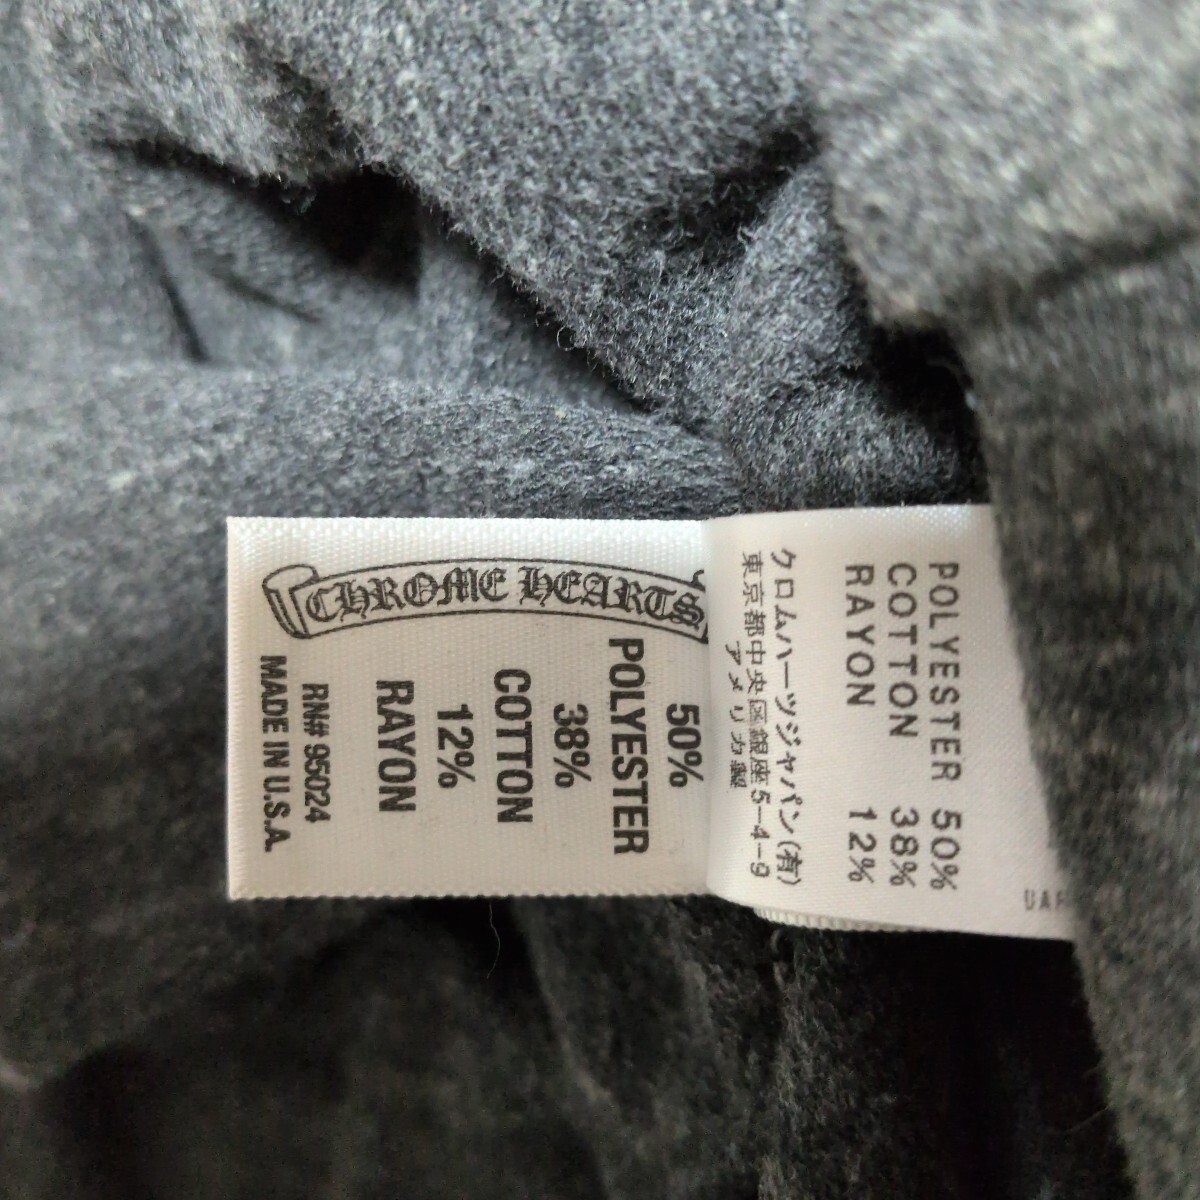 CHROME HEARTS
50%
POLYESTER
38%
COTTON
12%
RAYON
RN# 95024
MADE IN U.S.A.
POLYESTER 50%
COTTON 38%
RAYON 12%
クロムハーツジャパン(有)
東京都中央区銀座5-4-9
アメリカ製